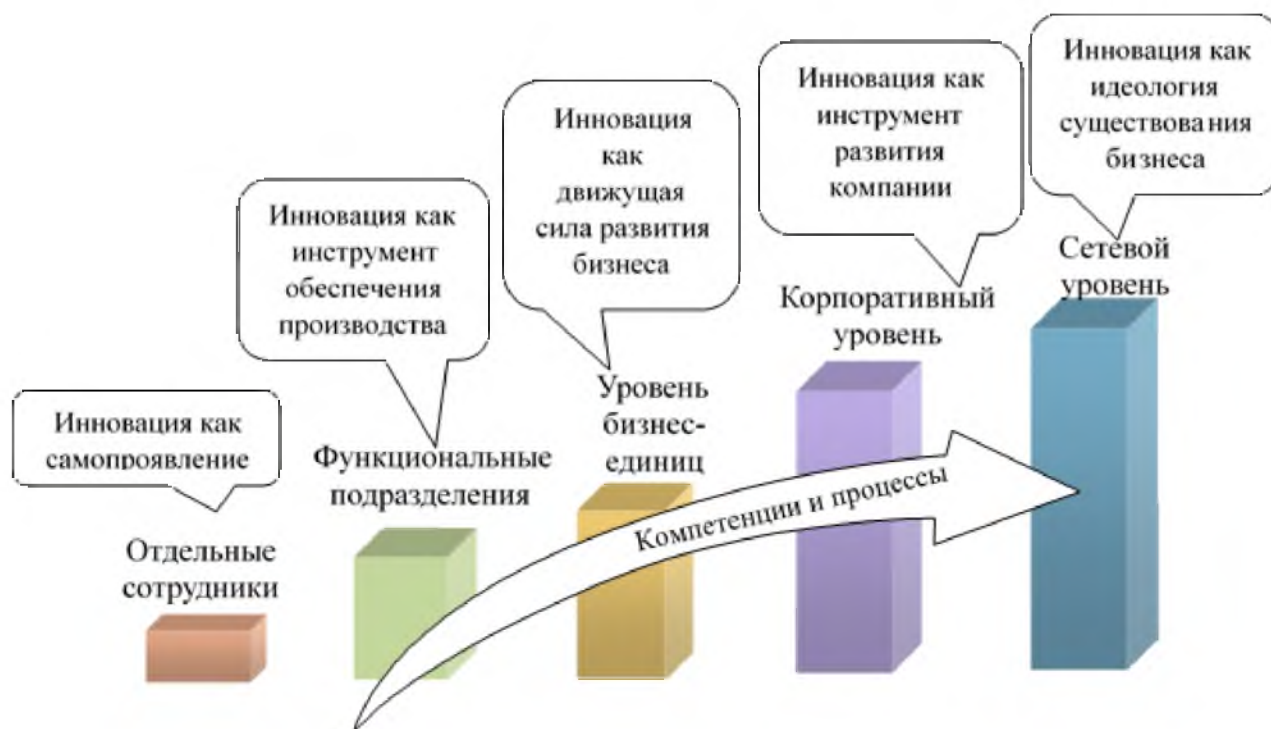 Инновация как
самопроявление
Отдельные
сотрудники
Инновация как
инструмент
обеспечения
производства
Функциональные
подразделения
Инновация
как
движущая
сила развития
бизнеса
Уровень
бизнес-
единиц
Инновация как
инструмент
развития
компании
Корпоративный
уровень
Инновация как
идеология
существования
бизнеса
Сетевой
уровень
Компетенции и процессы